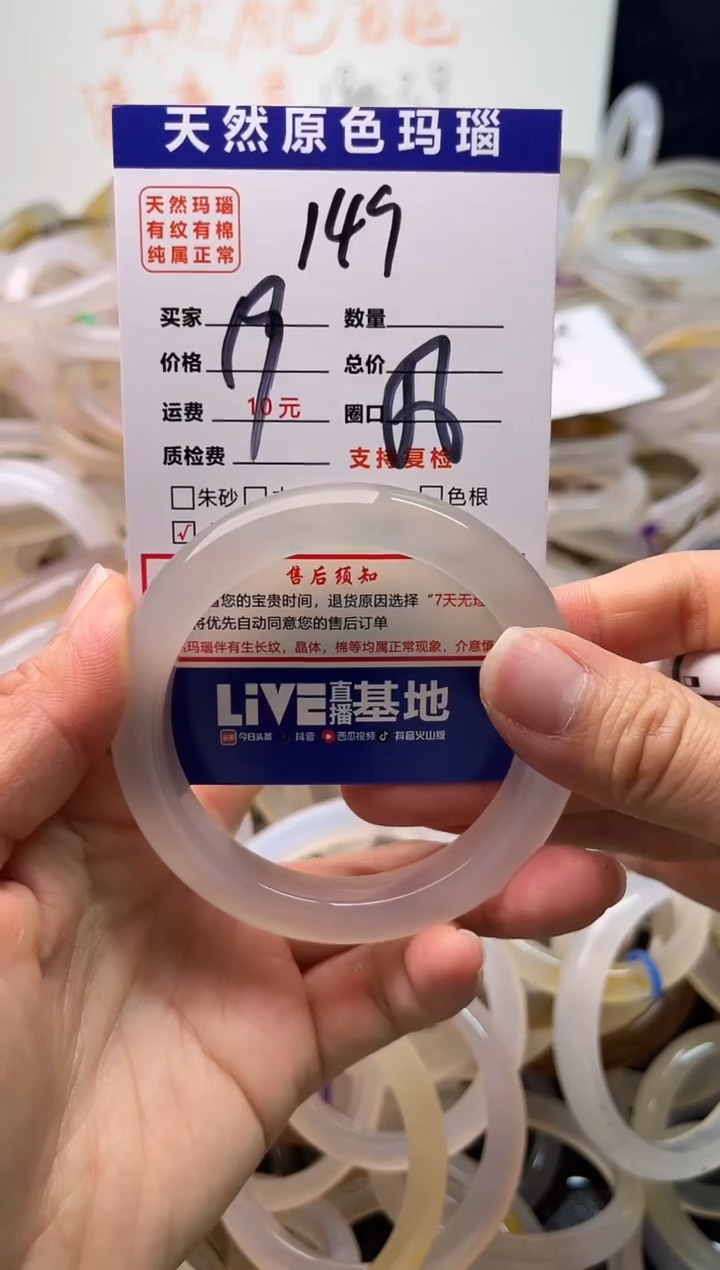 天然原色玛瑙
天然玛瑙
有纹有棉
纯属正常
149
买家
数量
价格
总价
运费 10元
圈口
质检费
支持复检
朱砂
色根
售后须知
您的宝贵时间，退货原因选择“7天无理
将优先自动同意您的售后订单
玛瑙伴有生长纹，晶体，棉等均属正常现象，介意慎
LiVE直播基地
头条 今日头条 抖音 西瓜视频 抖音火山版